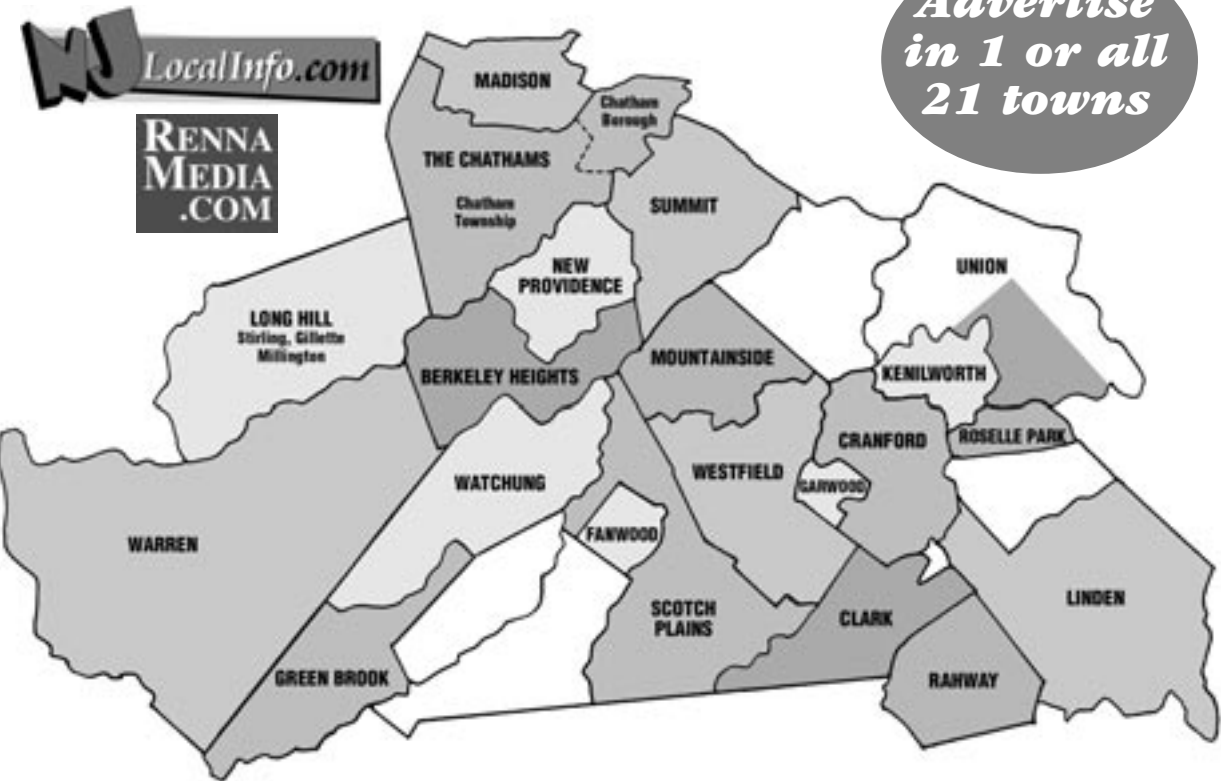 NJ LocalInfo.com
RENNA
MEDIA
.COM
Advertise
in 1 or all
21 towns
MADISON
Chatham
Borough
THE CHATHAMS
Chatham
Township
SUMMIT
NEW
PROVIDENCE
UNION
LONG HILL
Stirling, Gillette
Millington
BERKELEY HEIGHTS
MOUNTAINSIDE
KENILWORTH
CRANFORD
ROSELLE PARK
WESTFIELD
GARWOOD
WATCHUNG
FANWOOD
WARREN
SCOTCH
PLAINS
CLARK
LINDEN
GREEN BROOK
RAHWAY